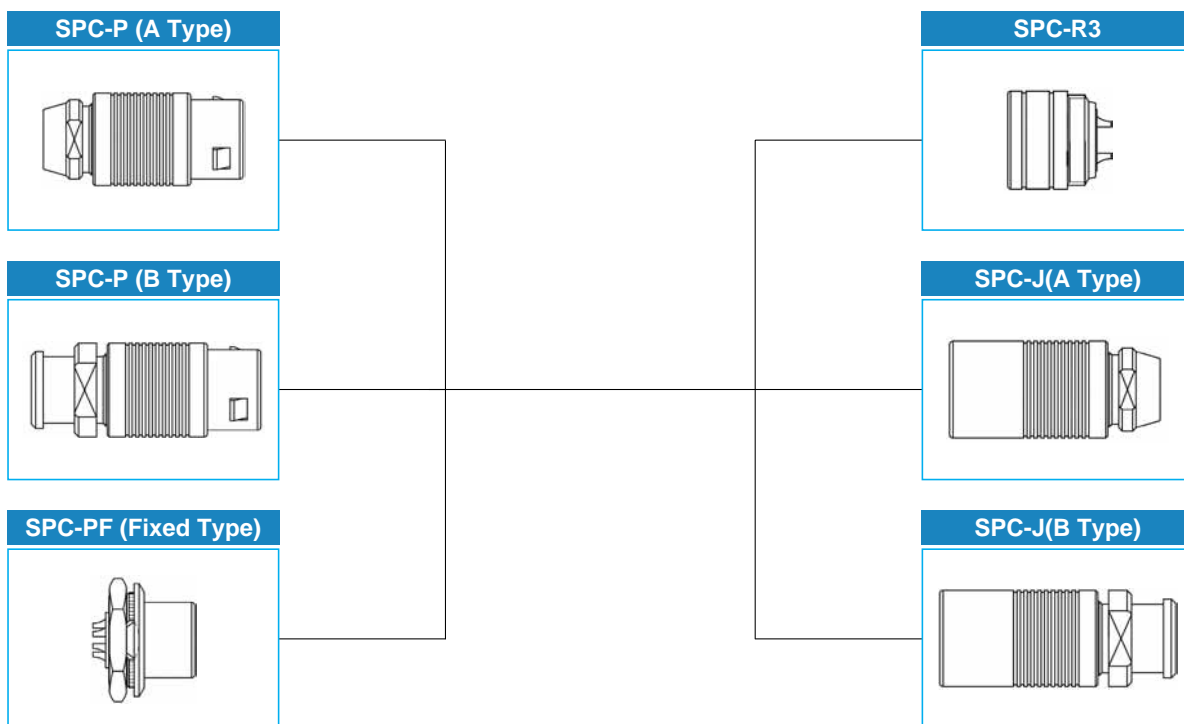 SPC-P (A Type)
SPC-R3
SPC-P (B Type)
SPC-J(A Type)
SPC-PF (Fixed Type)
SPC-J(B Type)